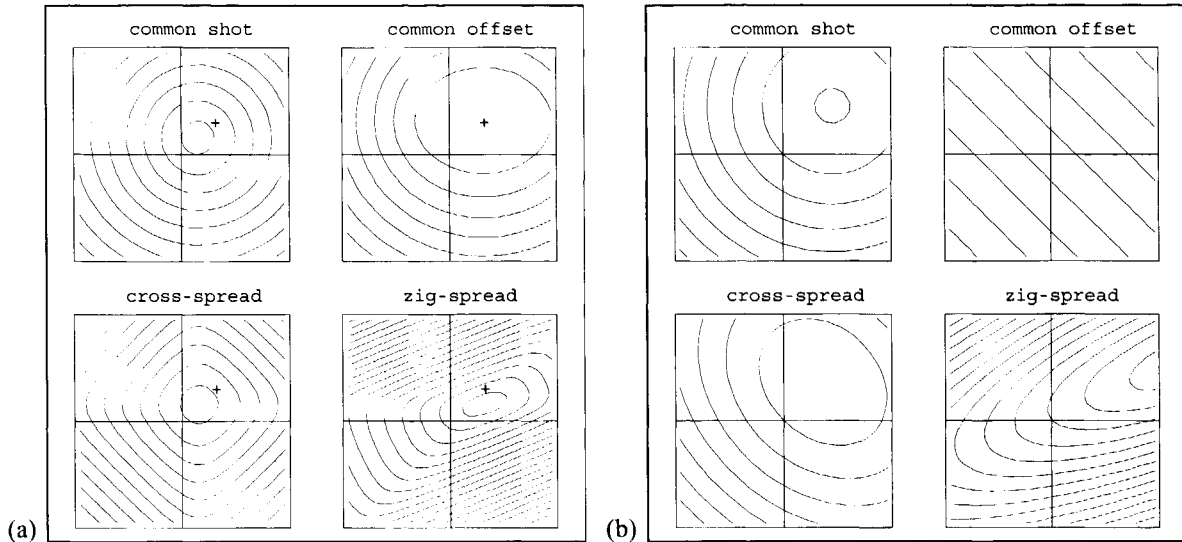 common shot
common offset
cross-spread
zig-spread
(a)
common shot
common offset
cross-spread
zig-spread
(b)